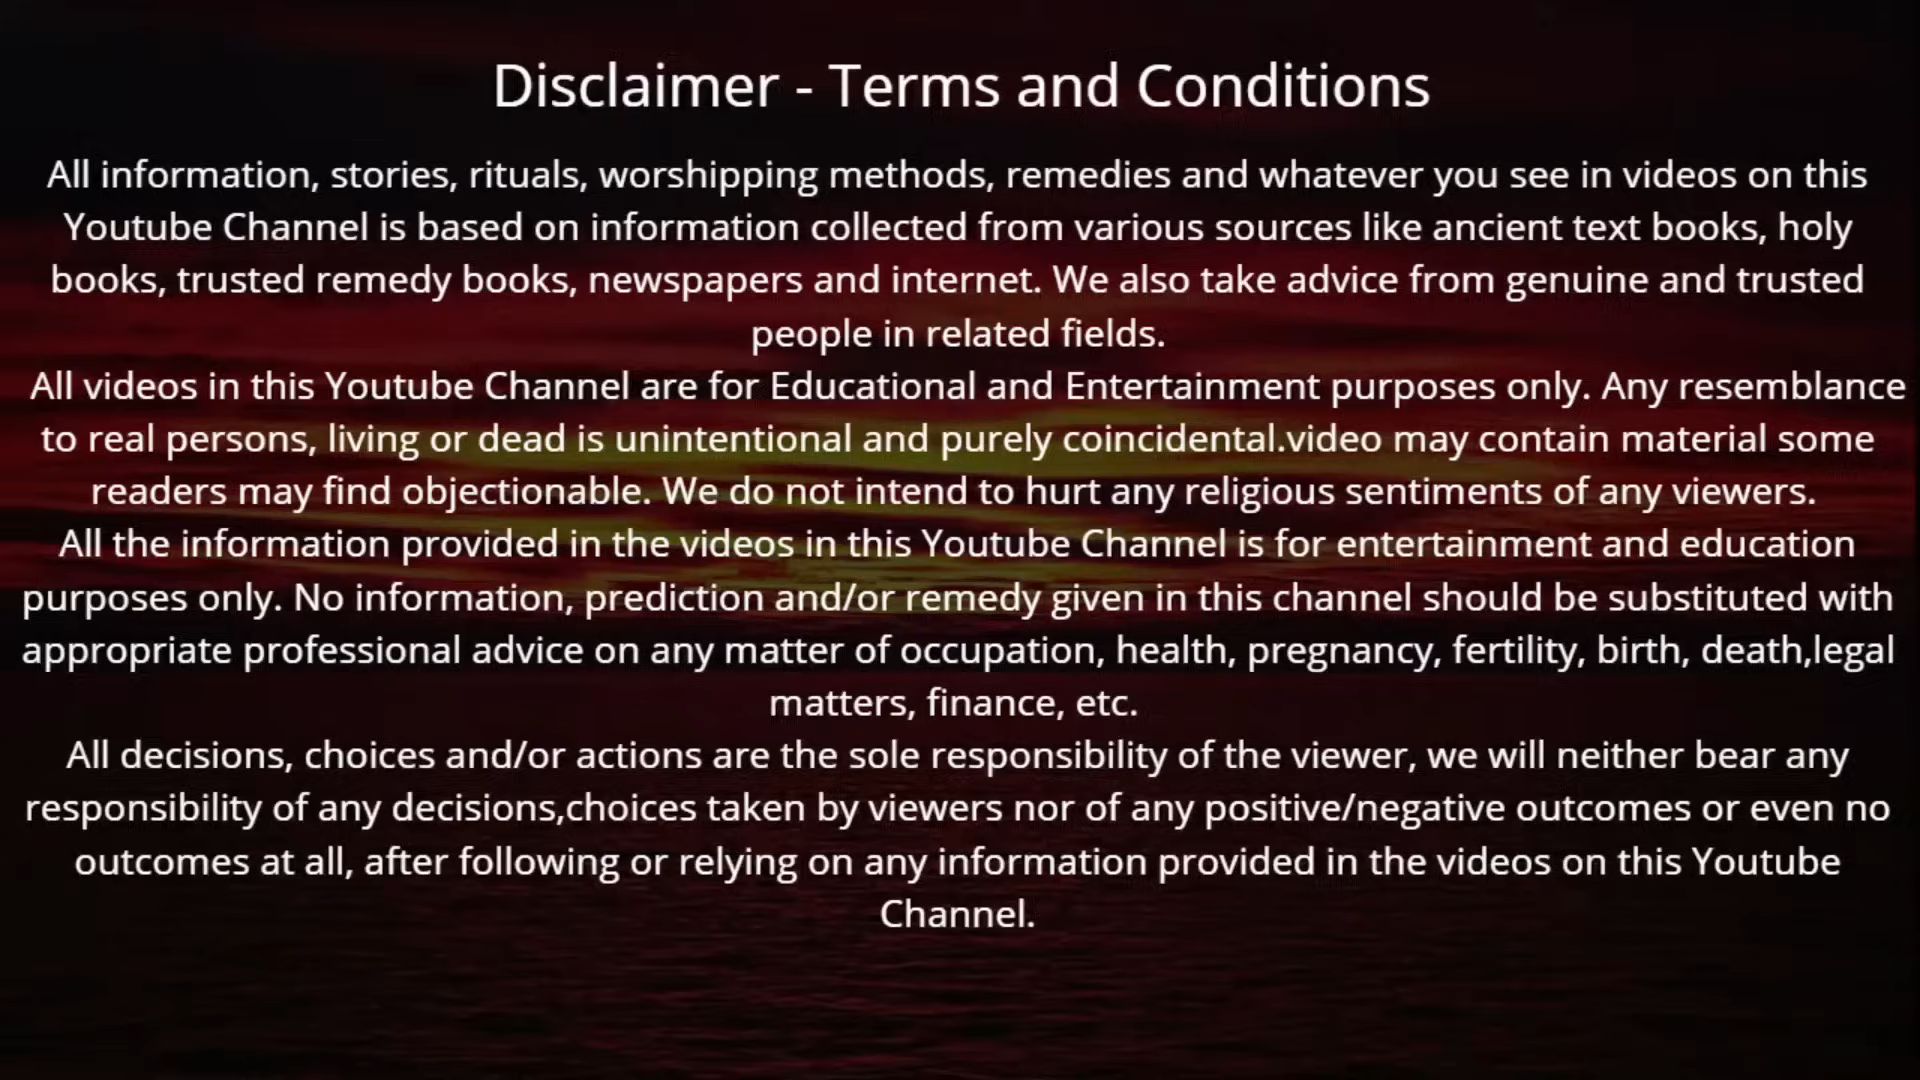 Disclaimer - Terms and Conditions
All information, stories, rituals, worshipping methods, remedies and whatever you see in videos on this
Youtube Channel is based on information collected from various sources like ancient text books, holy
books, trusted remedy books, newspapers and internet. We also take advice from genuine and trusted
people in related fields.
All videos in this Youtube Channel are for Educational and Entertainment purposes only. Any resemblance
to real persons, living or dead is unintentional and purely coincidental.video may contain material some
readers may find objectionable. We do not intend to hurt any religious sentiments of any viewers.
All the information provided in the videos in this Youtube Channel is for entertainment and education
purposes only. No information, prediction and/or remedy given in this channel should be substituted with
appropriate professional advice on any matter of occupation, health, pregnancy, fertility, birth, death,legal
matters, finance, etc.
All decisions, choices and/or actions are the sole responsibility of the viewer, we will neither bear any
responsibility of any decisions,choices taken by viewers nor of any positive/negative outcomes or even no
outcomes at all, after following or relying on any information provided in the videos on this Youtube
Channel.